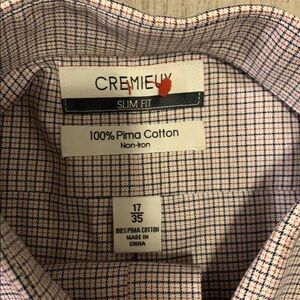 CREMIEUX
SLIM FIT
100% Pima Cotton
Non-Iron
17
35
100% PIMA COTTON
MADE IN
CHINA